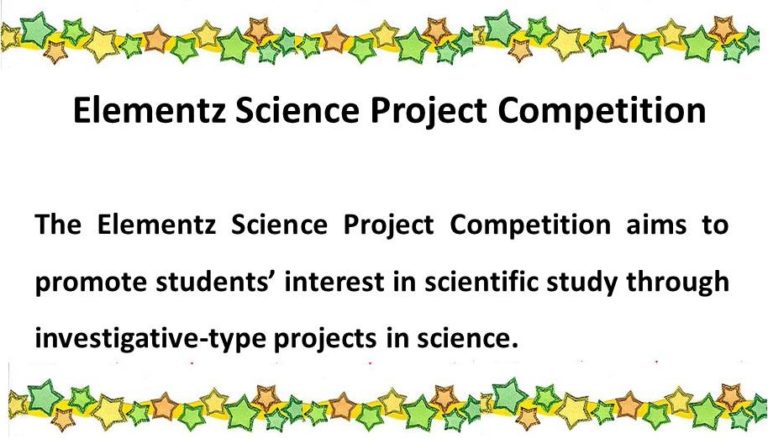 Elementz Science Project Competition
The Elementz Science Project Competition aims to
promote students’ interest in scientific study through
investigative-type projects in science.